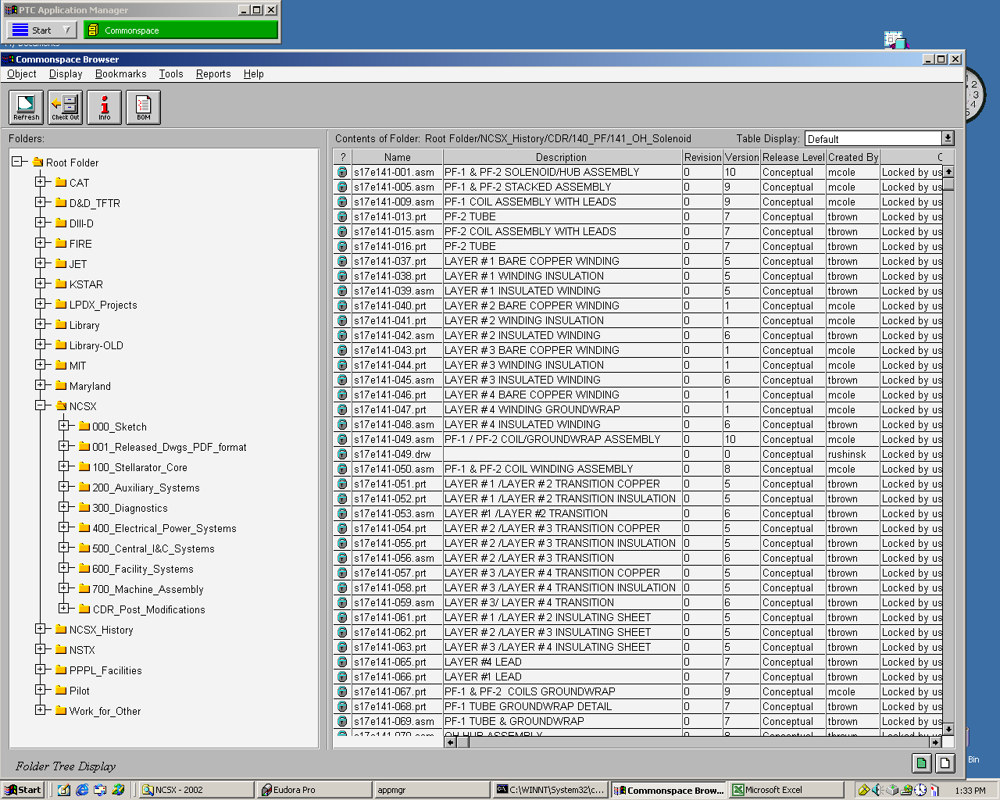 PTC Application Manager
Start
Commonspace
Commonspace Browser
Object Display Bookmarks Tools Reports Help
Refresh Check Out Info BOM
Folders:
Root Folder
CAT
D&D_TFTR
DIII-D
FIRE
JET
KSTAR
LPDX_Projects
Library
Library-OLD
MIT
Maryland
NCSX
000_Sketch
001_Released_Dwgs_PDF_format
100_Stellarator_Core
200_Auxiliary_Systems
300_Diagnostics
400_Electrical_Power_Systems
500_Central_I&C_Systems
600_Facility_Systems
700_Machine_Assembly
CDR_Post_Modifications
NCSX_History
NSTX
PPPL_Facilities
Pilot
Work_for_Other
Contents of Folder: Root Folder/NCSX_History/CDR/140_PF/141_OH_Solenoid
Table Display: Default
? Name Description Revision Version Release Level Created By C
s17e141-001.asm PF-1 & PF-2 SOLENOID/HUB ASSEMBLY 0 10 Conceptual mcole Locked by us
s17e141-005.asm PF-1 & PF-2 STACKED ASSEMBLY 0 9 Conceptual mcole Locked by us
s17e141-009.asm PF-1 COIL ASSEMBLY WITH LEADS 0 9 Conceptual mcole Locked by us
s17e141-013.prt PF-2 TUBE 0 7 Conceptual tbrown Locked by us
s17e141-015.asm PF-2 COIL ASSEMBLY WITH LEADS 0 7 Conceptual tbrown Locked by us
s17e141-016.prt PF-2 TUBE 0 7 Conceptual tbrown Locked by us
s17e141-037.prt LAYER #1 BARE COPPER WINDING 0 5 Conceptual tbrown Locked by us
s17e141-038.prt LAYER #1 WINDING INSULATION 0 5 Conceptual tbrown Locked by us
s17e141-039.asm LAYER #1 INSULATED WINDING 0 5 Conceptual tbrown Locked by us
s17e141-040.prt LAYER #2 BARE COPPER WINDING 0 1 Conceptual mcole Locked by us
s17e141-041.prt LAYER #2 WINDING INSULATION 0 1 Conceptual mcole Locked by us
s17e141-042.asm LAYER #2 INSULATED WINDING 0 6 Conceptual tbrown Locked by us
s17e141-043.prt LAYER #3 BARE COPPER WINDING 0 1 Conceptual mcole Locked by us
s17e141-044.prt LAYER #3 WINDING INSULATION 0 1 Conceptual mcole Locked by us
s17e141-045.asm LAYER #3 INSULATED WINDING 0 6 Conceptual tbrown Locked by us
s17e141-046.prt LAYER #4 BARE COPPER WINDING 0 1 Conceptual mcole Locked by us
s17e141-047.prt LAYER #4 WINDING GROUNDWRAP 0 1 Conceptual mcole Locked by us
s17e141-048.asm LAYER #4 INSULATED WINDING 0 6 Conceptual tbrown Locked by us
s17e141-049.asm PF-1 / PF-2 COIL/GROUNDWRAP ASSEMBLY 0 10 Conceptual mcole Locked by us
s17e141-049.drw 0 0 Conceptual rushinsk Locked by us
s17e141-050.asm PF-1 & PF-2 COIL WINDING ASSEMBLY 0 8 Conceptual mcole Locked by us
s17e141-051.prt LAYER #1 /LAYER #2 TRANSITION COPPER 0 5 Conceptual tbrown Locked by us
s17e141-052.prt LAYER #1 /LAYER #2 TRANSITION INSULATION 0 5 Conceptual tbrown Locked by us
s17e141-053.asm LAYER #1 /LAYER #2 TRANSITION 0 6 Conceptual tbrown Locked by us
s17e141-054.prt LAYER #2 /LAYER #3 TRANSITION COPPER 0 5 Conceptual tbrown Locked by us
s17e141-055.prt LAYER #2 /LAYER #3 TRANSITION INSULATION 0 5 Conceptual tbrown Locked by us
s17e141-056.asm LAYER #2 /LAYER #3 TRANSITION 0 6 Conceptual tbrown Locked by us
s17e141-057.prt LAYER #3 /LAYER #4 TRANSITION COPPER 0 5 Conceptual tbrown Locked by us
s17e141-058.prt LAYER #3 /LAYER #4 TRANSITION INSULATION 0 5 Conceptual tbrown Locked by us
s17e141-059.asm LAYER #3/ LAYER #4 TRANSITION 0 6 Conceptual tbrown Locked by us
s17e141-061.prt LAYER #1 /LAYER #2 INSULATING SHEET 0 5 Conceptual tbrown Locked by us
s17e141-062.prt LAYER #2 /LAYER #3 INSULATING SHEET 0 5 Conceptual tbrown Locked by us
s17e141-063.prt LAYER #3 /LAYER #4 INSULATING SHEET 0 5 Conceptual tbrown Locked by us
s17e141-065.prt LAYER #4 LEAD 0 7 Conceptual tbrown Locked by us
s17e141-066.prt LAYER #1 LEAD 0 7 Conceptual tbrown Locked by us
s17e141-067.prt PF-1 & PF-2 COILS GROUNDWRAP 0 9 Conceptual mcole Locked by us
s17e141-068.prt PF-1 TUBE GROUNDWRAP DETAIL 0 7 Conceptual tbrown Locked by us
s17e141-069.asm PF-1 TUBE & GROUNDWRAP 0 7 Conceptual tbrown Locked by us
s17e141-070.asm OH HUB ASSEMBLY 0 8 Conceptual tbrown Locked by us
Folder Tree Display
Bin
Start NCSX - 2002 Eudora Pro appmgr C:\WINNT\System32\c... Commonspace Brow... Microsoft Excel 1:33 PM